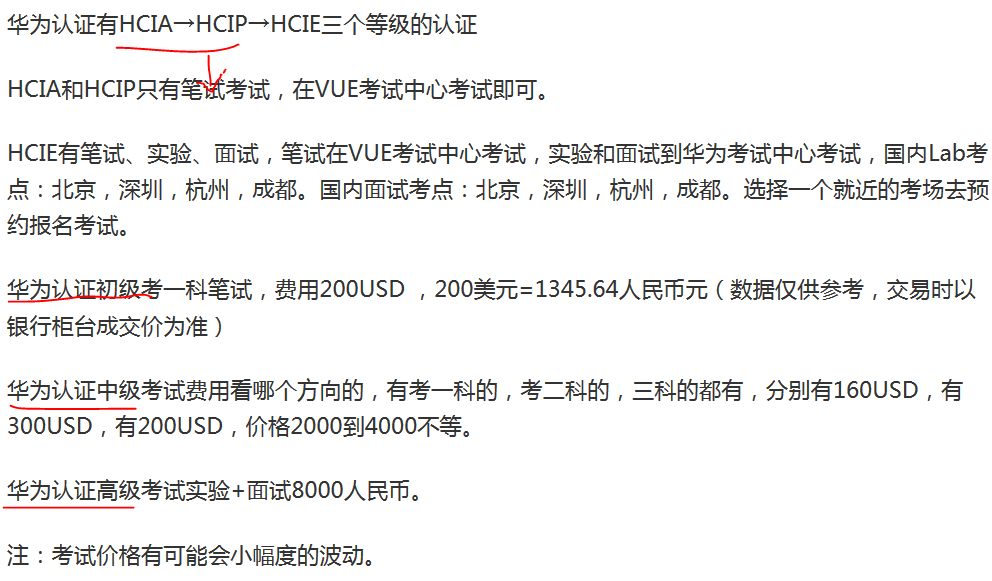 华为认证有HCIA→HCIP→HCIE三个等级的认证
HCIA和HCIP只有笔试考试，在VUE考试中心考试即可。
HCIE有笔试、实验、面试，笔试在VUE考试中心考试，实验和面试到华为考试中心考试，国内Lab考
点：北京，深圳，杭州，成都。国内面试考点：北京，深圳，杭州，成都。选择一个就近的考场去预
约报名考试。
华为认证初级考一科笔试，费用200USD ，200美元=1345.64人民币元（数据仅供参考，交易时以
银行柜台成交价为准）
华为认证中级考试费用看哪个方向的，有考一科的，考二科的，三科的都有，分别有160USD，有
300USD，有200USD，价格2000到4000不等。
华为认证高级考试实验+面试8000人民币。
注：考试价格有可能会小幅度的波动。